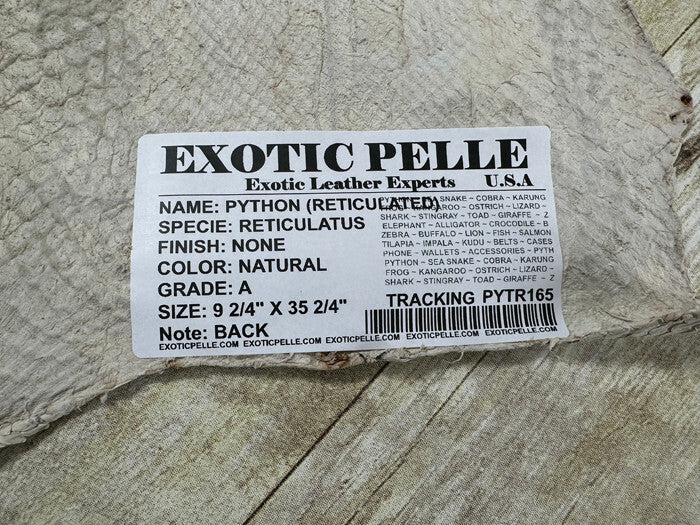 EXOTIC PELLE
Exotic Leather Experts U.S.A
NAME: PYTHON (RETICULATED)
SPECIE: RETICULATUS
FINISH: NONE
COLOR: NATURAL
GRADE: A
SIZE: 9 2/4" X 35 2/4"
Note: BACK
SNAKE ~ COBRA ~ KARUNG
OSTRICH ~ LIZARD ~
SHARK ~ STINGRAY ~ TOAD ~ GIRAFFE ~ Z
ELEPHANT ~ ALLIGATOR ~ CROCODILE ~ B
ZEBRA ~ BUFFALO ~ LION ~ FISH ~ SALMON
TILAPIA ~ IMPALA ~ KUDU ~ BELTS ~ CASES
PHONE ~ WALLETS ~ ACCESSORIES ~ PYTH
PYTHON ~ SEA SNAKE ~ COBRA ~ KARUNG
FROG ~ KANGAROO ~ OSTRICH ~ LIZARD ~
SHARK ~ STINGRAY ~ TOAD ~ GIRAFFE ~ Z
TRACKING PYTR165
EXOTICPELLE.COM EXOTICPELLE.COM EXOTICPELLE.COM EXOTICPELLE.COM EXOTICPELLE.COM